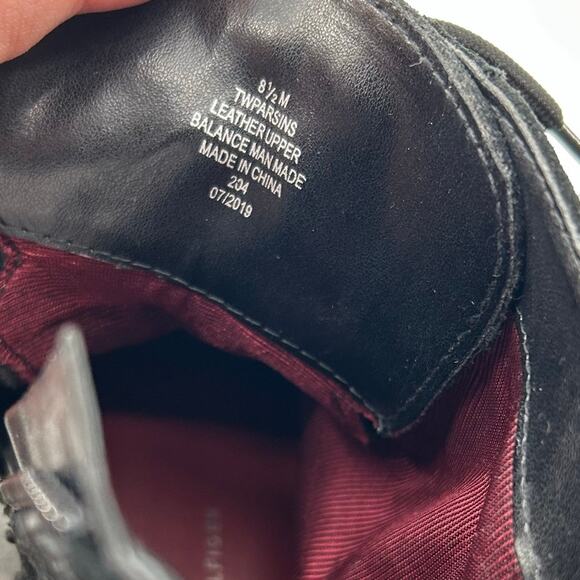 8½ M
TWPARSINS
LEATHER UPPER
BALANCE MAN MADE
MADE IN CHINA
204
07/2019